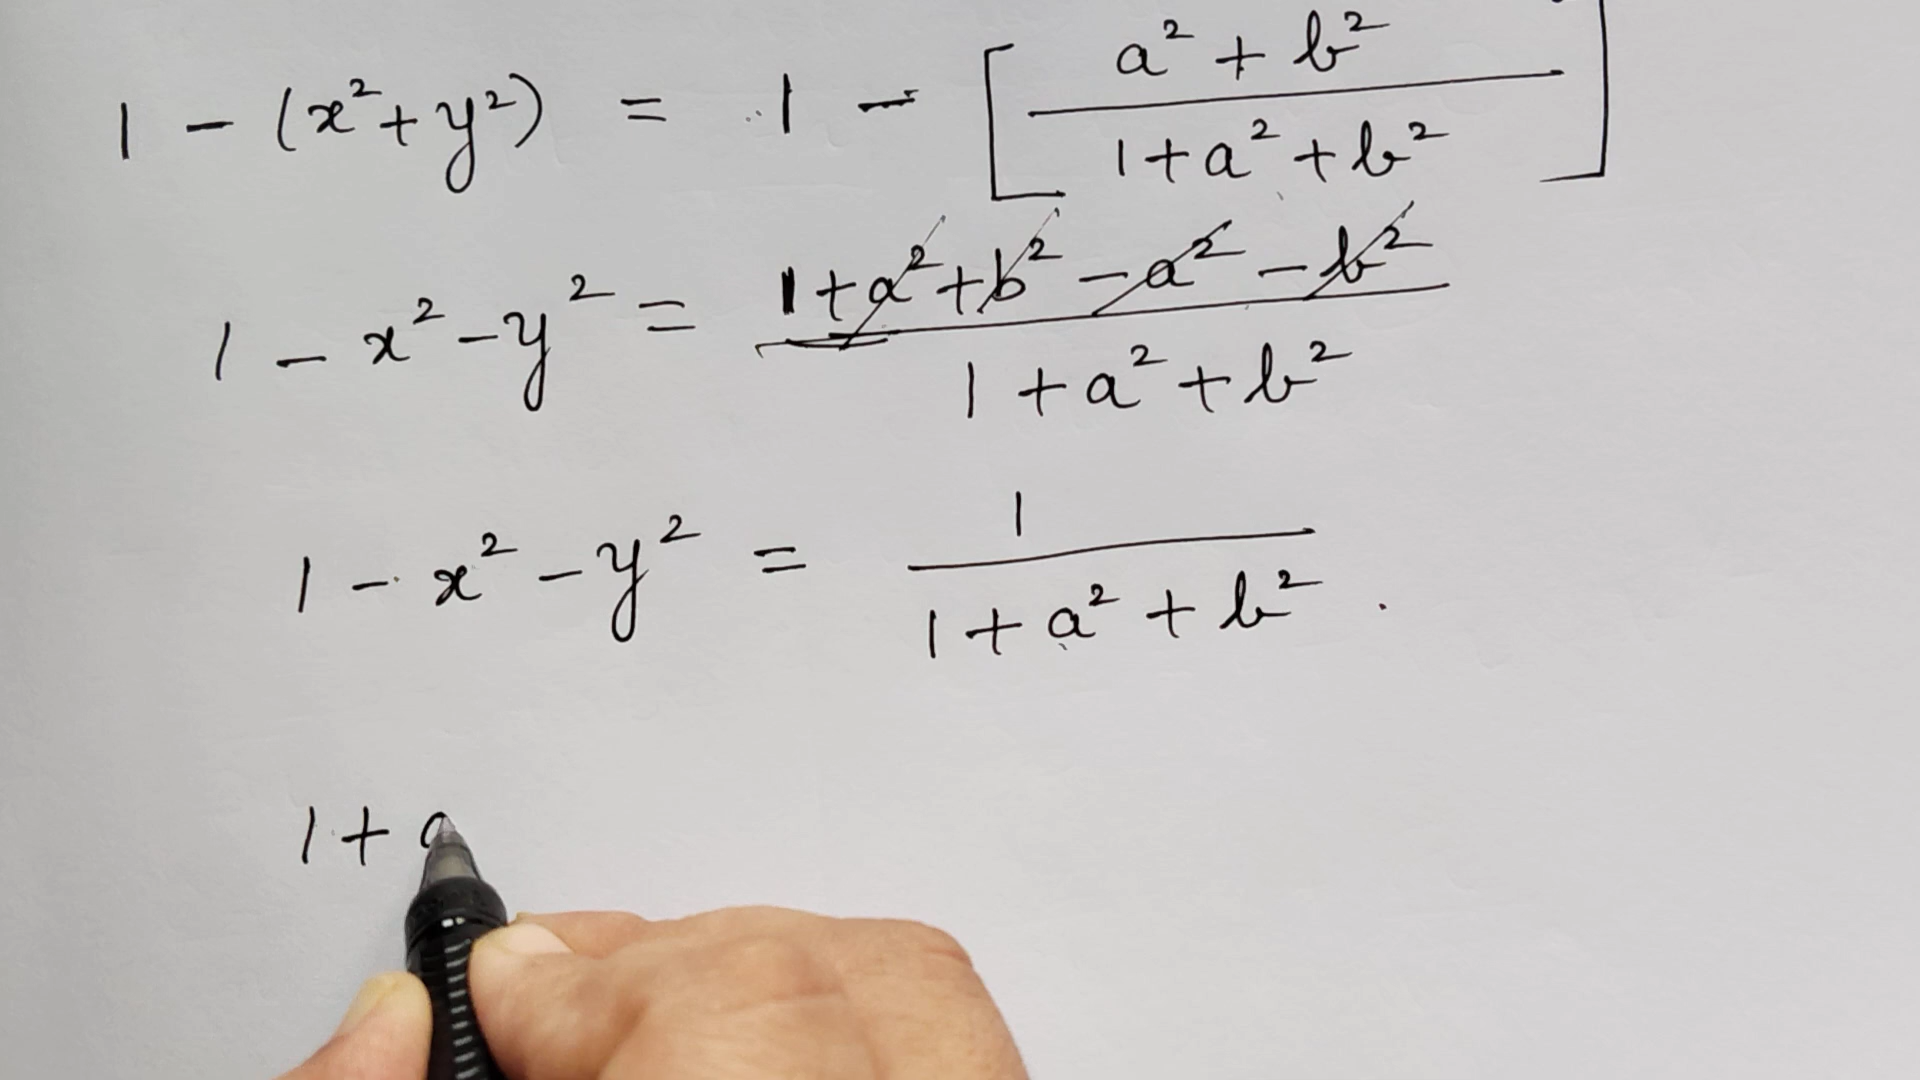 1 - (x² + y²) = 1 - [ (a² + b²) / (1 + a² + b²) ]
1 - x² - y² = (1 + a² + b² - a² - b²) / (1 + a² + b²)
1 - x² - y² = 1 / (1 + a² + b²) .
1 + a